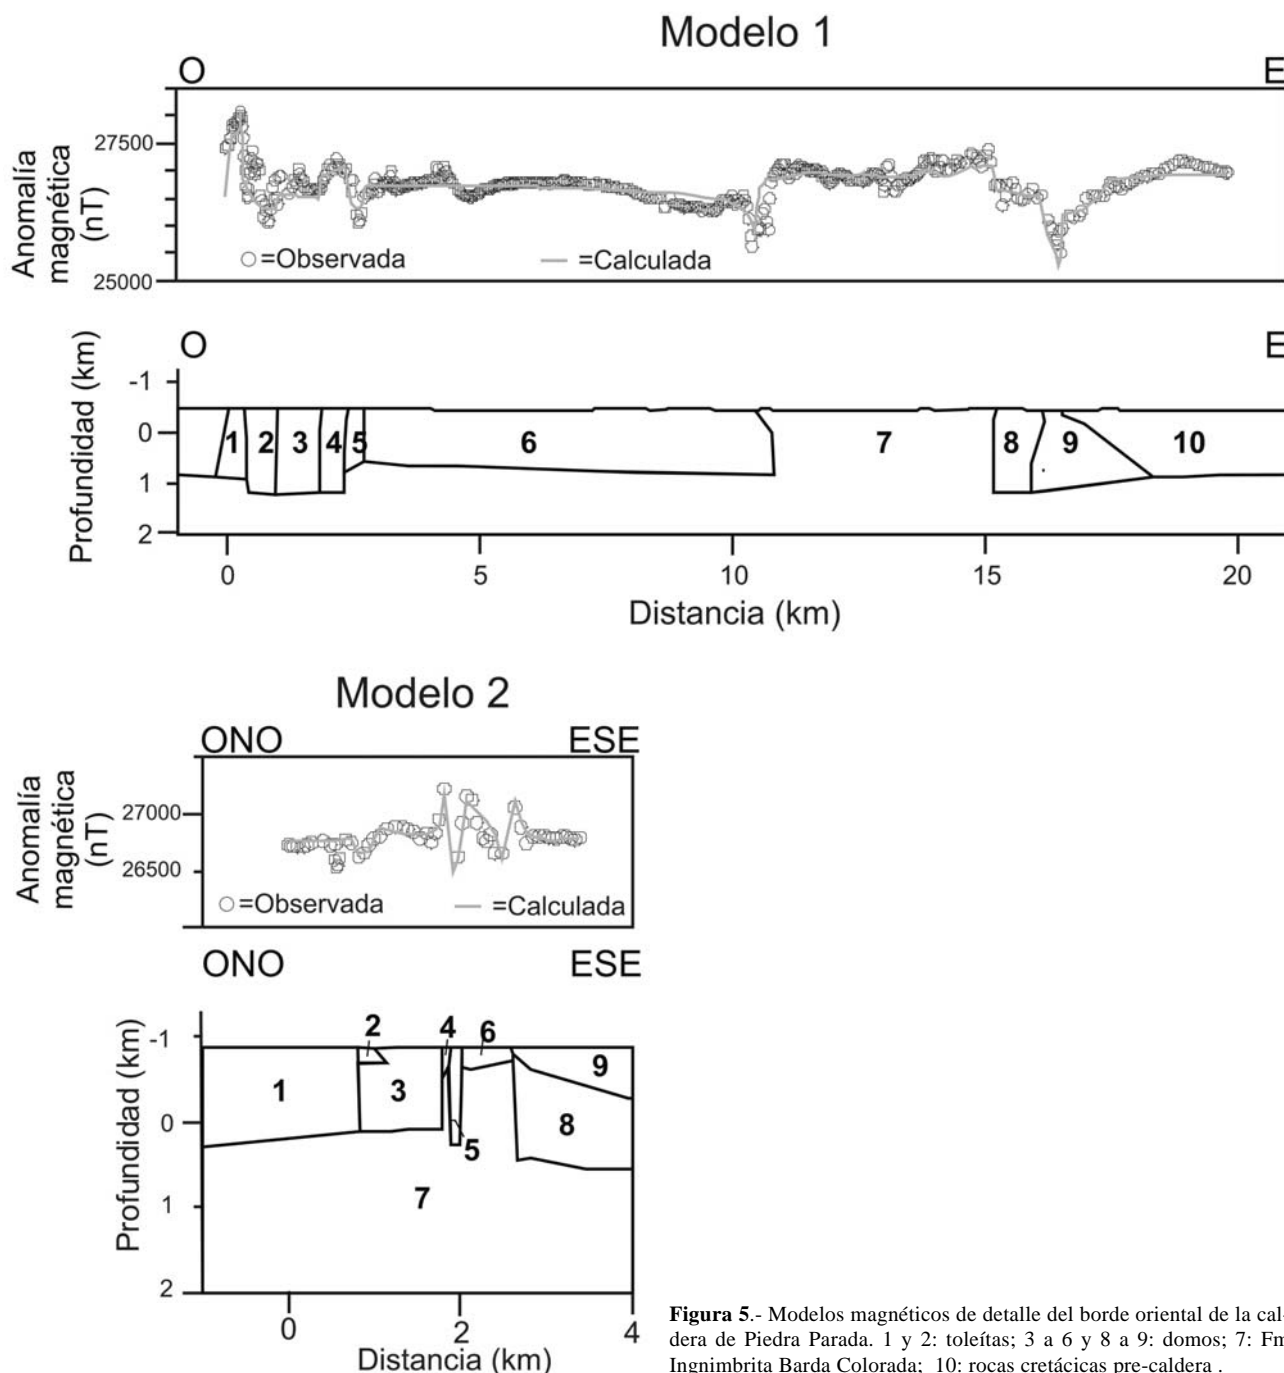 Modelo 1
O E
Anomalía
magnética
(nT)
27500
25000
=Observada =Calculada
O E
Profundidad (km)
-1
0
1
2
1 2 3 4 5 6 7 8 9 10
0 5 10 15 20
Distancia (km)
Modelo 2
ONO ESE
Anomalía
magnética
(nT)
27000
26500
=Observada =Calculada
ONO ESE
Profundidad (km)
-1
0
1
2
2 4 6
1 3 9
5 8
7
0 2 4
Distancia (km)
Figura 5.- Modelos magnéticos de detalle del borde oriental de la cal-
dera de Piedra Parada. 1 y 2: toleítas; 3 a 6 y 8 a 9: domos; 7: Fm
Ingnimbrita Barda Colorada; 10: rocas cretácicas pre-caldera .